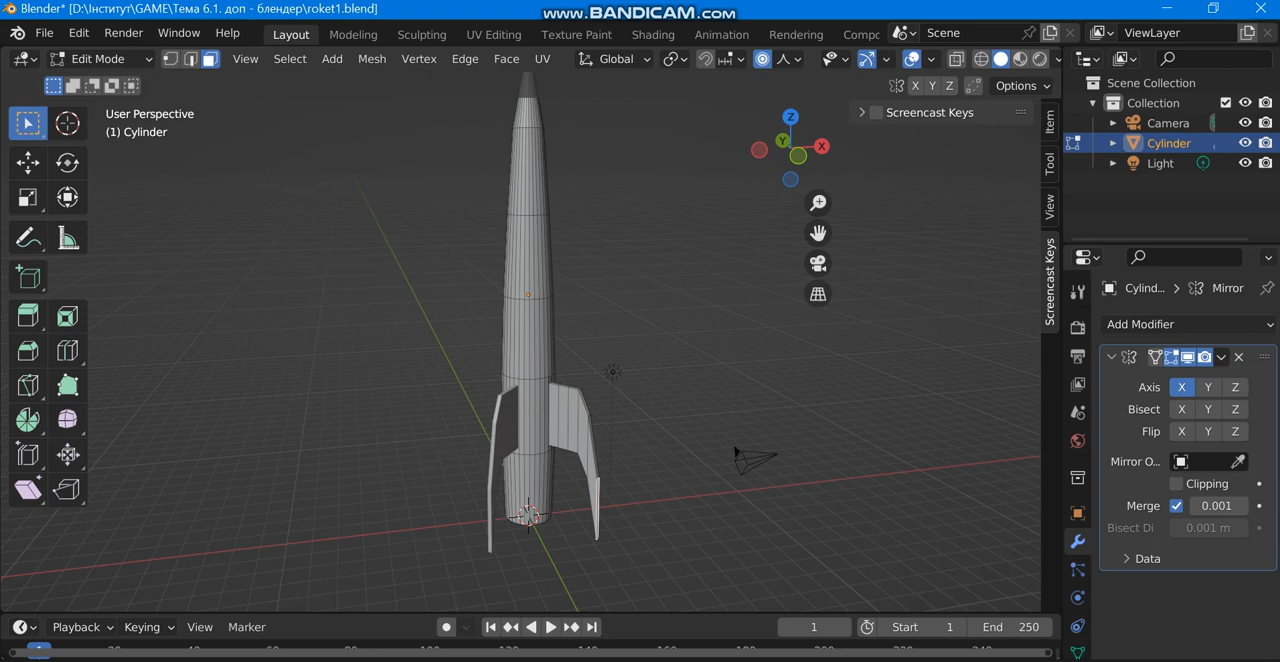 Blender* [D:\Інститут\GAME\Тема 6.1. доп - блендер\roket1.blend]
www.BANDICAM.com
File Edit Render Window Help Layout Modeling Sculpting UV Editing Texture Paint Shading Animation Rendering Compc Scene ViewLayer
Edit Mode View Select Add Mesh Vertex Edge Face UV Global
X Y Z Options
User Perspective
(1) Cylinder
Screencast Keys
Z
Y
X
Item
Tool
View
Screencast Keys
Scene Collection
Collection
Camera
Cylinder
Light
Cylind... Mirror
Add Modifier
Axis X Y Z
Bisect X Y Z
Flip X Y Z
Mirror O...
Clipping
Merge 0.001
Bisect Di 0.001 m
Data
Playback Keying View Marker 1 Start 1 End 250